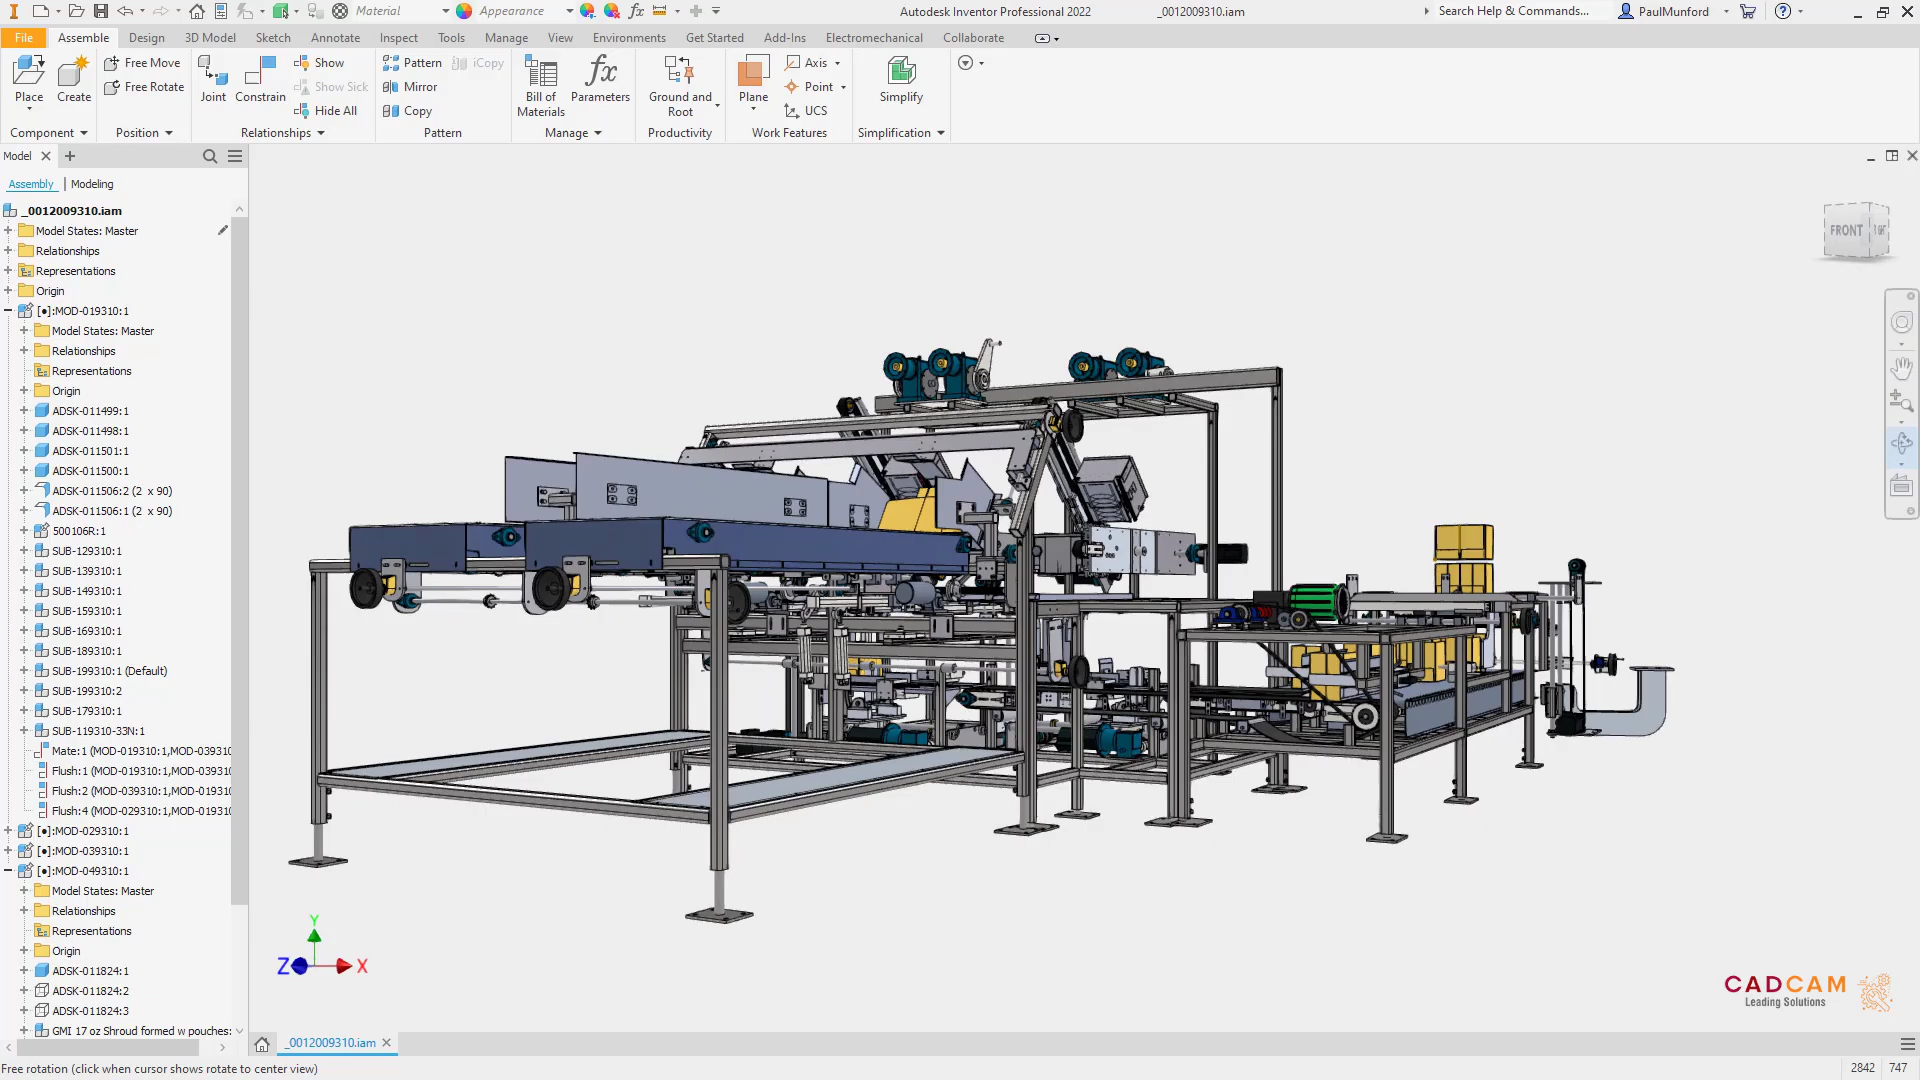 Material
Appearance
Autodesk Inventor Professional 2022
_0012009310.iam
Search Help & Commands...
PaulMunford
File
Assemble
Design
3D Model
Sketch
Annotate
Inspect
Tools
Manage
View
Environments
Get Started
Add-Ins
Electromechanical
Collaborate
Place
Create
Free Move
Free Rotate
Joint
Constrain
Show
Show Sick
Hide All
Pattern
iCopy
Mirror
Copy
Bill of
Materials
fx
Parameters
Ground and
Root
Plane
Axis
Point
UCS
Simplify
Component
Position
Relationships
Pattern
Manage
Productivity
Work Features
Simplification
Model
Assembly | Modeling
_0012009310.iam
Model States: Master
Relationships
Representations
Origin
[•]:MOD-019310:1
Model States: Master
Relationships
Representations
Origin
ADSK-011499:1
ADSK-011498:1
ADSK-011501:1
ADSK-011500:1
ADSK-011506:2 (2 x 90)
ADSK-011506:1 (2 x 90)
500106R:1
SUB-129310:1
SUB-139310:1
SUB-149310:1
SUB-159310:1
SUB-169310:1
SUB-189310:1
SUB-199310:1 (Default)
SUB-199310:2
SUB-179310:1
SUB-119310-33N:1
Mate:1 (MOD-019310:1,MOD-039310
Flush:1 (MOD-019310:1,MOD-039310
Flush:2 (MOD-039310:1,MOD-019310
Flush:4 (MOD-029310:1,MOD-019310
[•]:MOD-029310:1
[•]:MOD-039310:1
[•]:MOD-049310:1
Model States: Master
Relationships
Representations
Origin
ADSK-011824:1
ADSK-011824:2
ADSK-011824:3
GMI 17 oz Shroud formed w pouches:
FRONT
Y
Z
X
CADCAM
Leading Solutions
_0012009310.iam
Free rotation (click when cursor shows rotate to center view)
2842
747